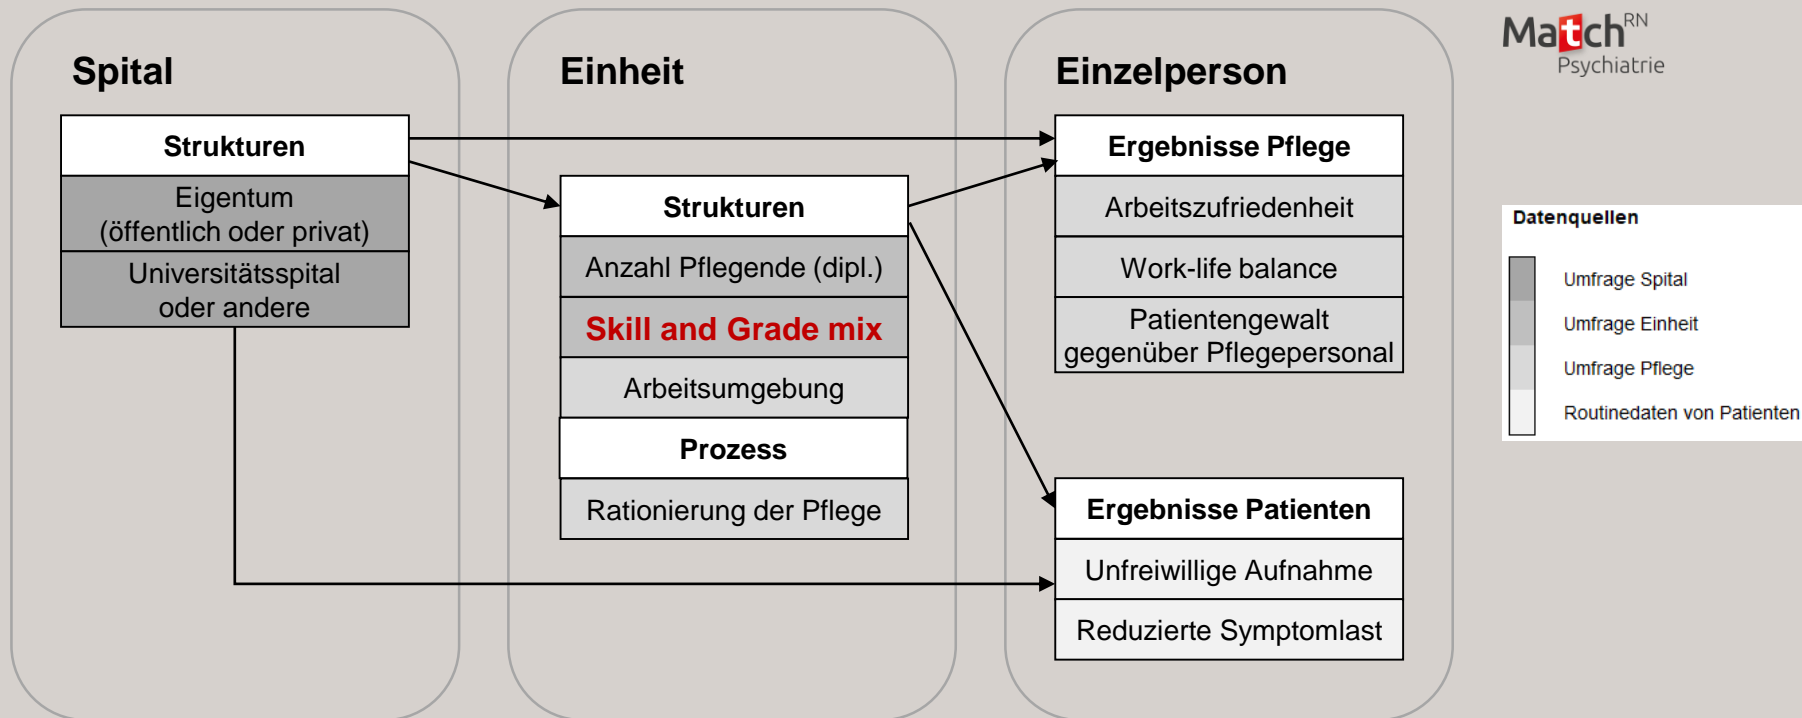 Spital
Strukturen
Eigentum
(öffentlich oder privat)
Universitätsspital
oder andere
Einheit
Strukturen
Anzahl Pflegende (dipl.)
Skill and Grade mix
Arbeitsumgebung
Prozess
Rationierung der Pflege
Einzelperson
Ergebnisse Pflege
Arbeitszufriedenheit
Work-life balance
Patientengewalt
gegenüber Pflegepersonal
Ergebnisse Patienten
Unfreiwillige Aufnahme
Reduzierte Symptomlast
Match RN
Psychiatrie
Datenquellen
Umfrage Spital
Umfrage Einheit
Umfrage Pflege
Routinedaten von Patienten